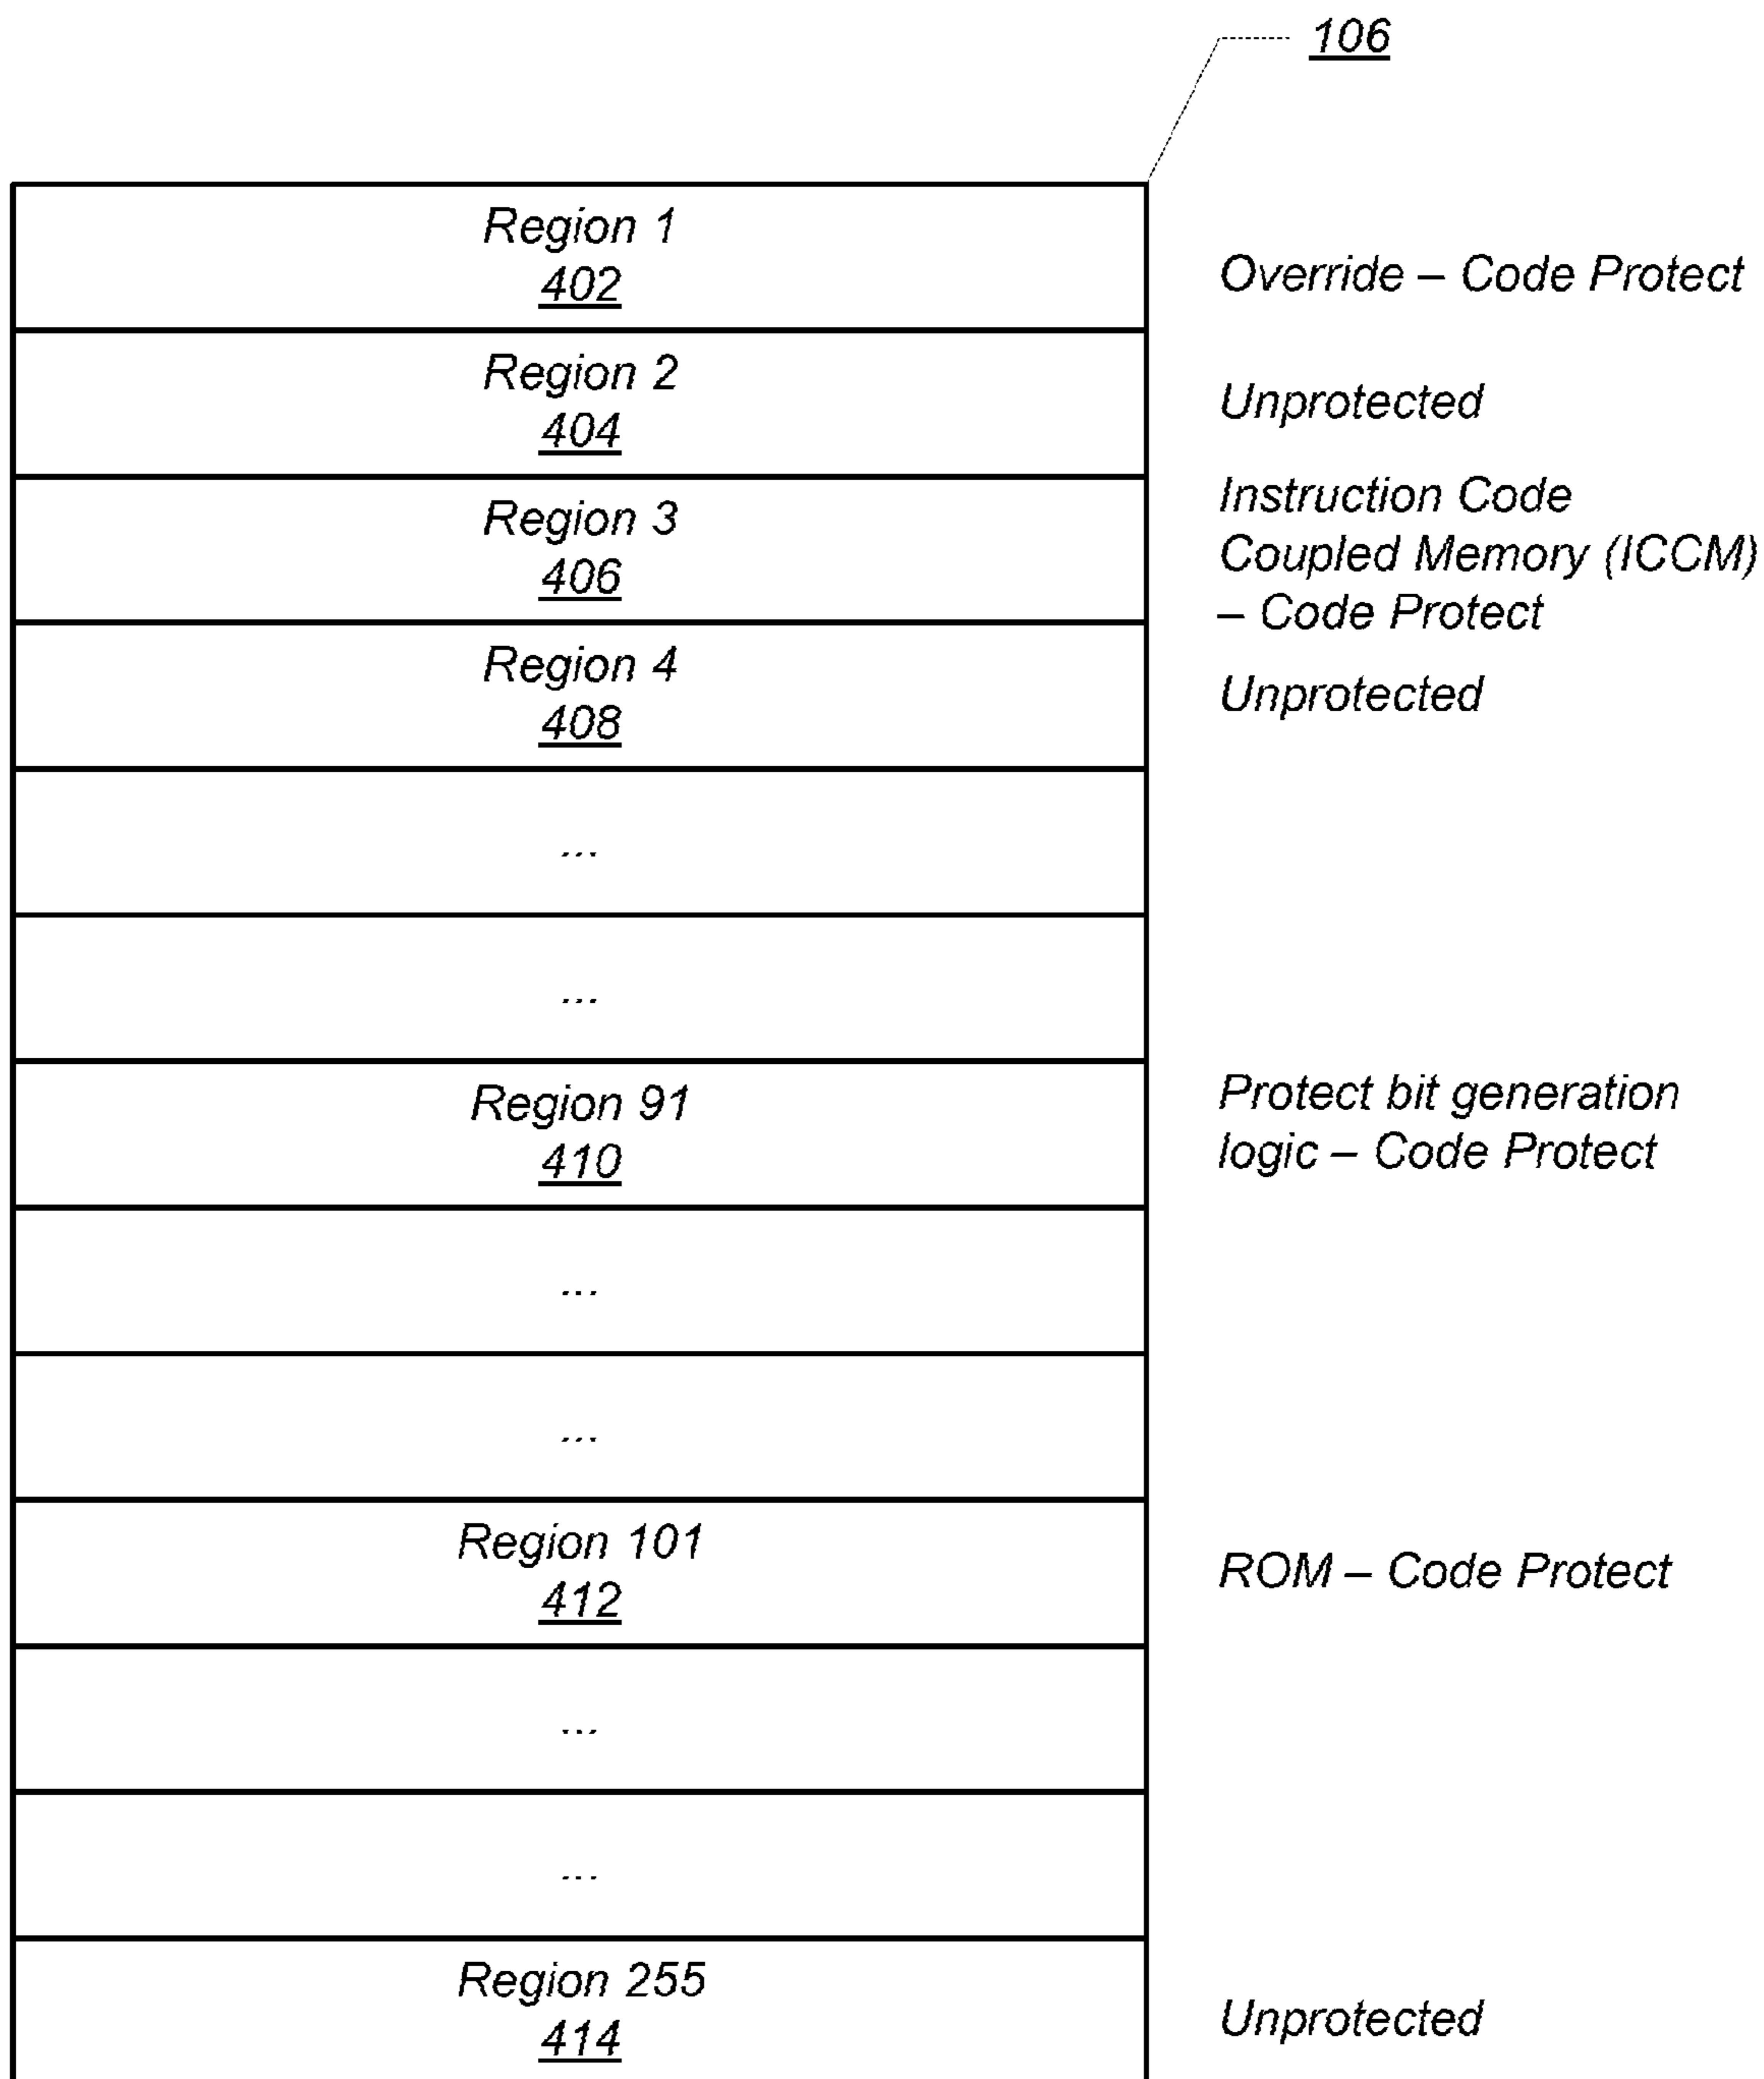 106
Region 1
402
Override – Code Protect
Region 2
404
Unprotected
Region 3
406
Instruction Code
Coupled Memory (ICCM)
– Code Protect
Region 4
408
Unprotected
...
...
Region 91
410
Protect bit generation
logic – Code Protect
...
...
Region 101
412
ROM – Code Protect
...
...
Region 255
414
Unprotected